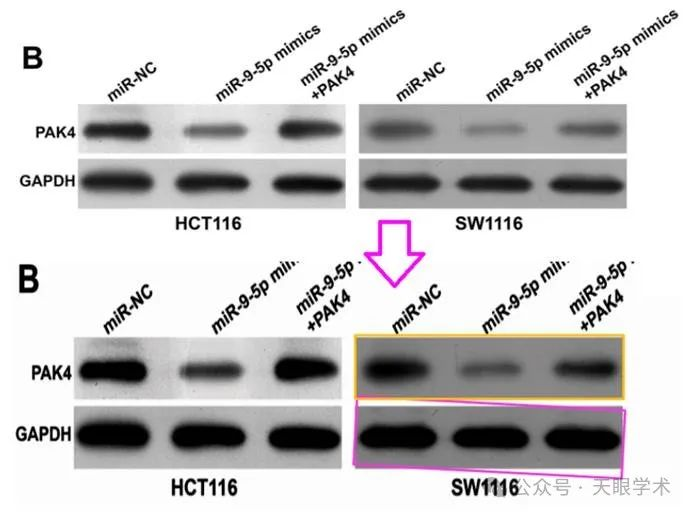 B
miR-NC
miR-9-5p mimics
miR-9-5p mimics
+PAK4
miR-NC
miR-9-5p mimics
miR-9-5p mimics
+PAK4
PAK4
GAPDH
HCT116
SW1116
B
miR-NC
miR-9-5p mim
miR-9-5p
+PAK4
miR-NC
miR-9-5p mim
miR-9-5p
+PAK4
PAK4
GAPDH
HCT116
SW1116
公众号 · 天眼学术